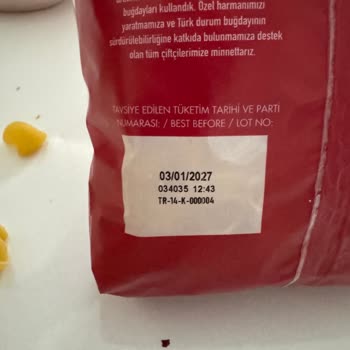 buğdayları kullandık. Özel harmanımızı
yaratmamıza ve Türk durum buğdayının
sürdürülebilirliğine katkıda bulunmamıza destek
olan tüm çiftçilerimize minnettarız.
TAVSİYE EDİLEN TÜKETİM TARİHİ VE PARTİ
NUMARASI: / BEST BEFORE / LOT NO:
03/01/2027
034035 12:43
TR-14-K-000004